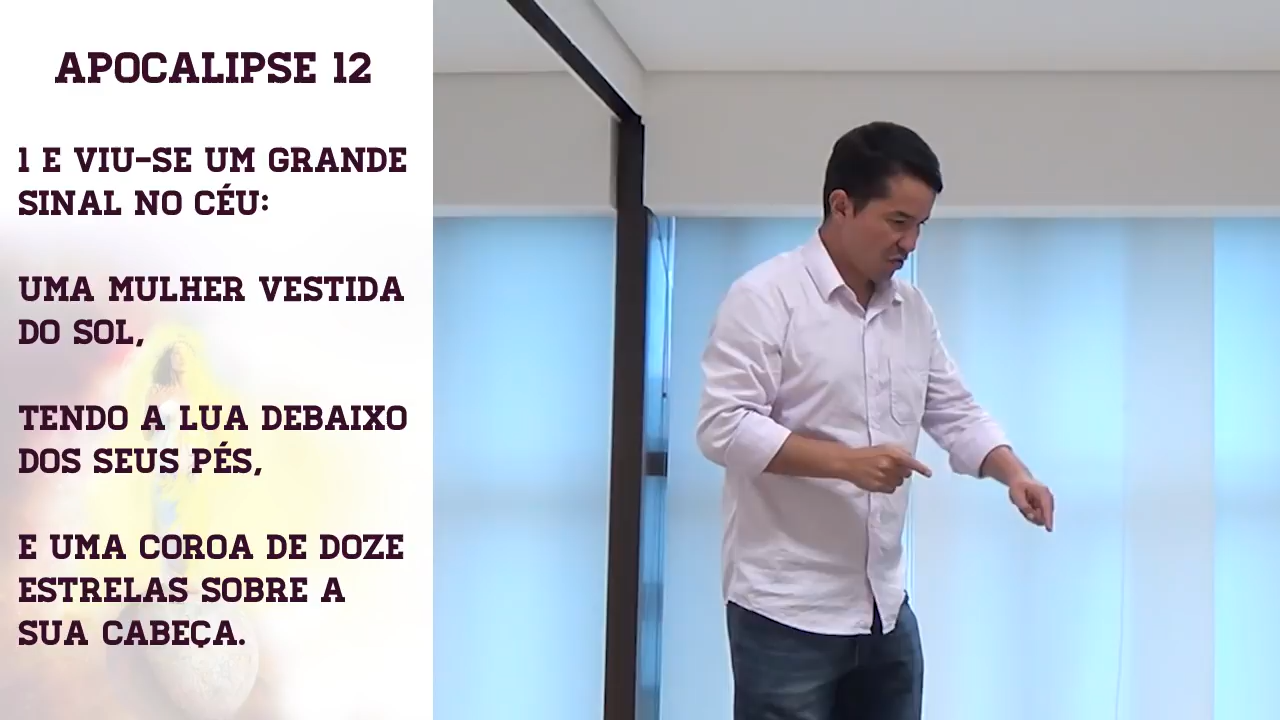 APOCALIPSE 12
1 E VIU-SE UM GRANDE
SINAL NO CÉU:
UMA MULHER VESTIDA
DO SOL,
TENDO A LUA DEBAIXO
DOS SEUS PÉS,
E UMA COROA DE DOZE
ESTRELAS SOBRE A
SUA CABEÇA.